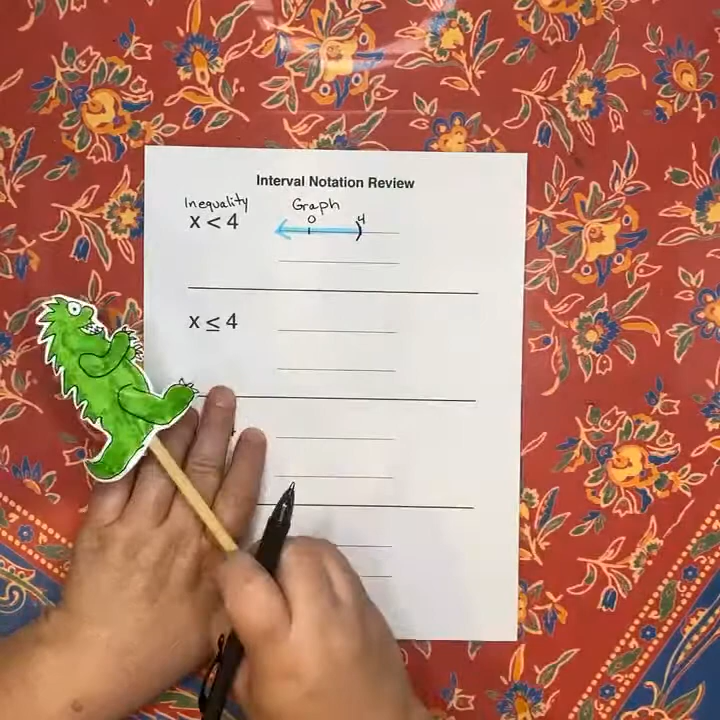 Interval Notation Review
Inequality Graph
x < 4 0 4
x ≤ 4